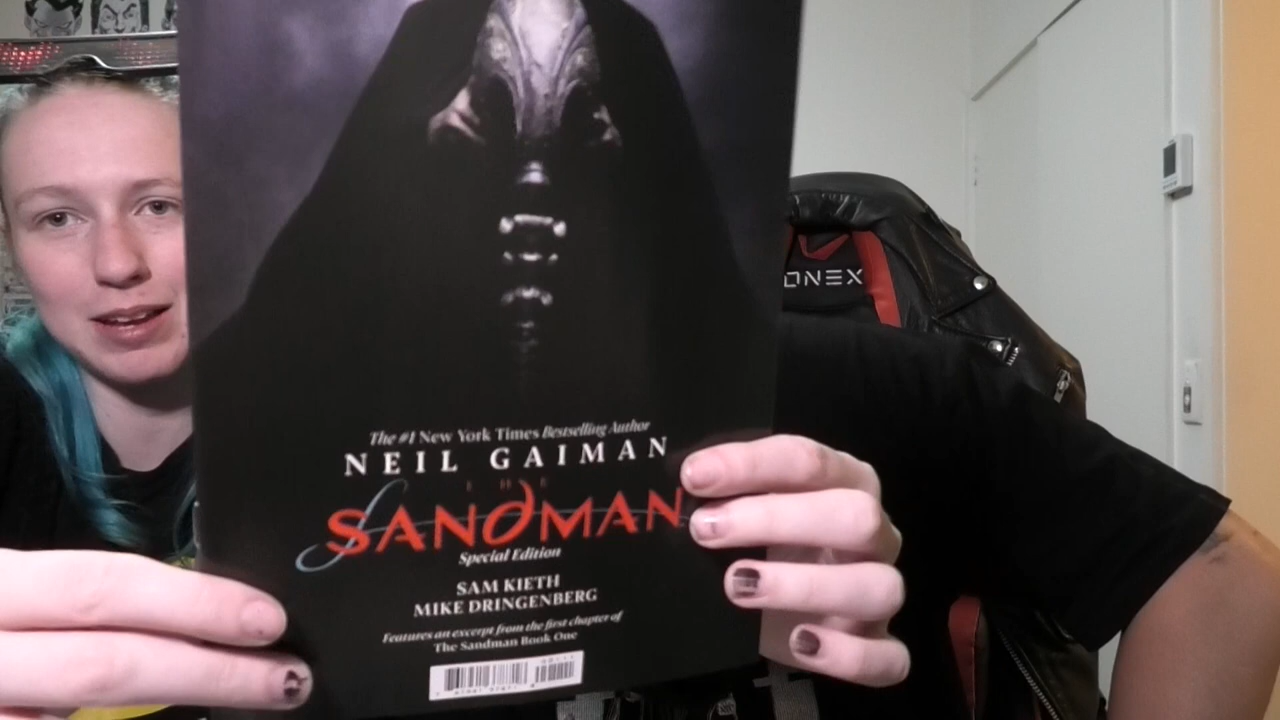 The #1 New York Times Bestselling Author
NEIL GAIMAN
THE
SANDMAN
Special Edition
SAM KIETH
MIKE DRINGENBERG
Features an excerpt from the first chapter of
The Sandman Book One
ONEX